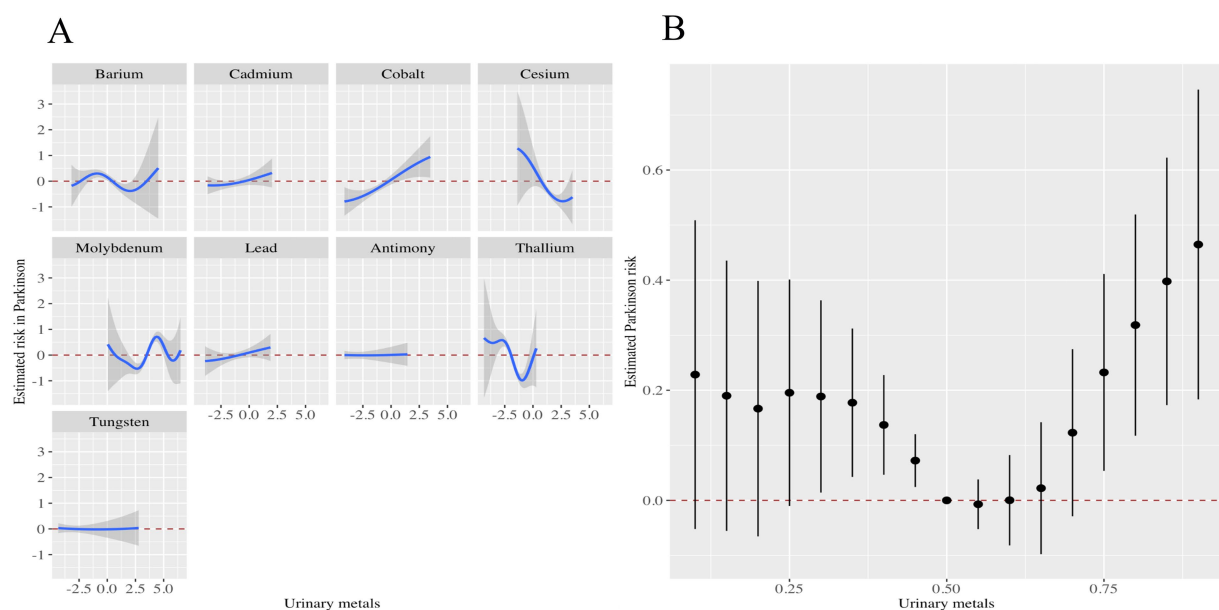 A
Barium Cadmium Cobalt Cesium
3
2
1
0
-1
Molybdenum Lead Antimony Thallium
3
2
1
0
-1
-2.5 0.0 2.5 5.0 -2.5 0.0 2.5 5.0 -2.5 0.0 2.5 5.0
Tungsten
3
2
1
0
-1
-2.5 0.0 2.5 5.0
Estimated risk in Parkinson
Urinary metals
B
0.6
0.4
0.2
0.0
0.25 0.50 0.75
Estimated Parkinson risk
Urinary metals